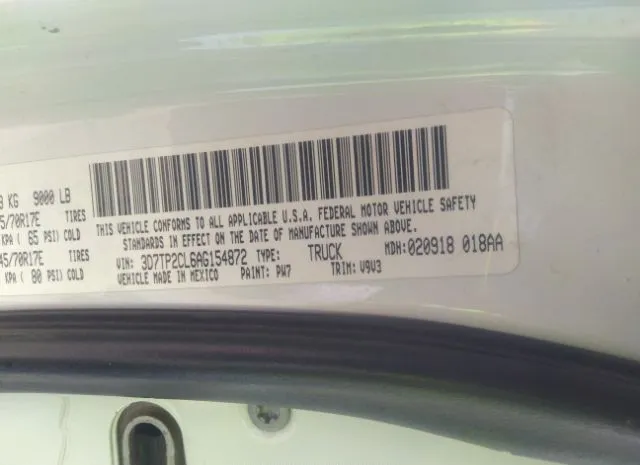 KG 9000 LB
5/70R17E TIRES
KPA ( 65 PSI) COLD
45/70R17E TIRES
KPA ( 80 PSI) COLD
THIS VEHICLE CONFORMS TO ALL APPLICABLE U.S.A. FEDERAL MOTOR VEHICLE SAFETY
STANDARDS IN EFFECT ON THE DATE OF MANUFACTURE SHOWN ABOVE.
VIN: 3D7TP2CL6AG154872 TYPE: TRUCK MDH:020918 018AA
VEHICLE MADE IN MEXICO PAINT: PW7 TRIM: V9V3